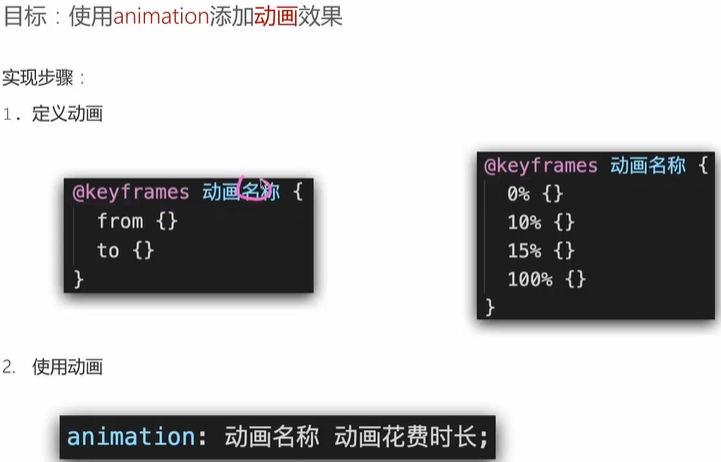 目标：使用animation添加动画效果
实现步骤：
1. 定义动画
@keyframes 动画名称 {
from {}
to {}
}
@keyframes 动画名称 {
0% {}
10% {}
15% {}
100% {}
}
2. 使用动画
animation: 动画名称 动画花费时长;